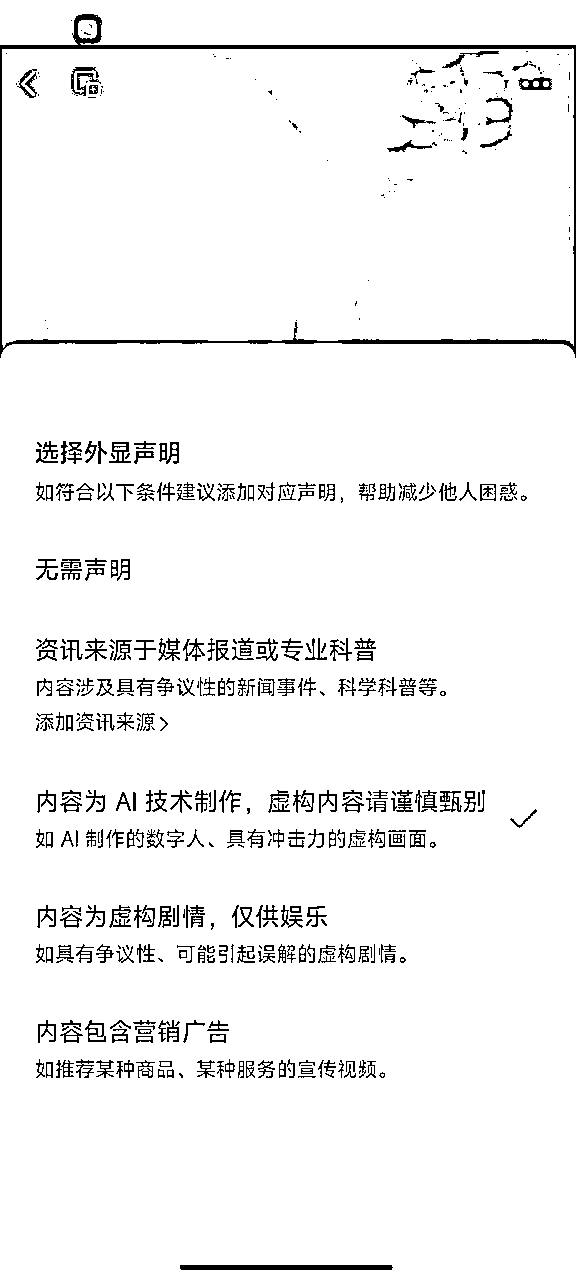 选择外显声明
如符合以下条件建议添加对应声明，帮助减少他人困惑。
无需声明
资讯来源于媒体报道或专业科普
内容涉及具有争议性的新闻事件、科学科普等。
添加资讯来源>
内容为 AI 技术制作，虚构内容请谨慎甄别
如 AI 制作的数字人、具有冲击力的虚构画面。
内容为虚构剧情，仅供娱乐
如具有争议性、可能引起误解的虚构剧情。
内容包含营销广告
如推荐某种商品、某种服务的宣传视频。